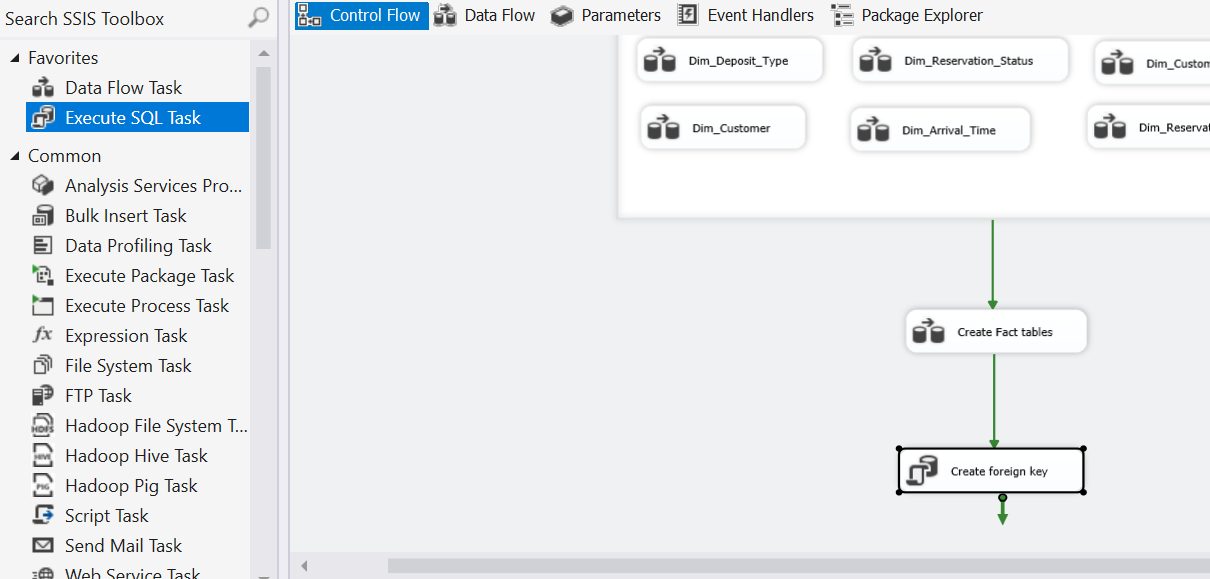 Search SSIS Toolbox
Favorites
Data Flow Task
Execute SQL Task
Common
Analysis Services Pro...
Bulk Insert Task
Data Profiling Task
Execute Package Task
Execute Process Task
Expression Task
File System Task
FTP Task
Hadoop File System T...
Hadoop Hive Task
Hadoop Pig Task
Script Task
Send Mail Task
Web Service Task
Control Flow Data Flow Parameters Event Handlers Package Explorer
Dim_Deposit_Type Dim_Reservation_Status Dim_Custom
Dim_Customer Dim_Arrival_Time Dim_Reservat
Create Fact tables
Create foreign key